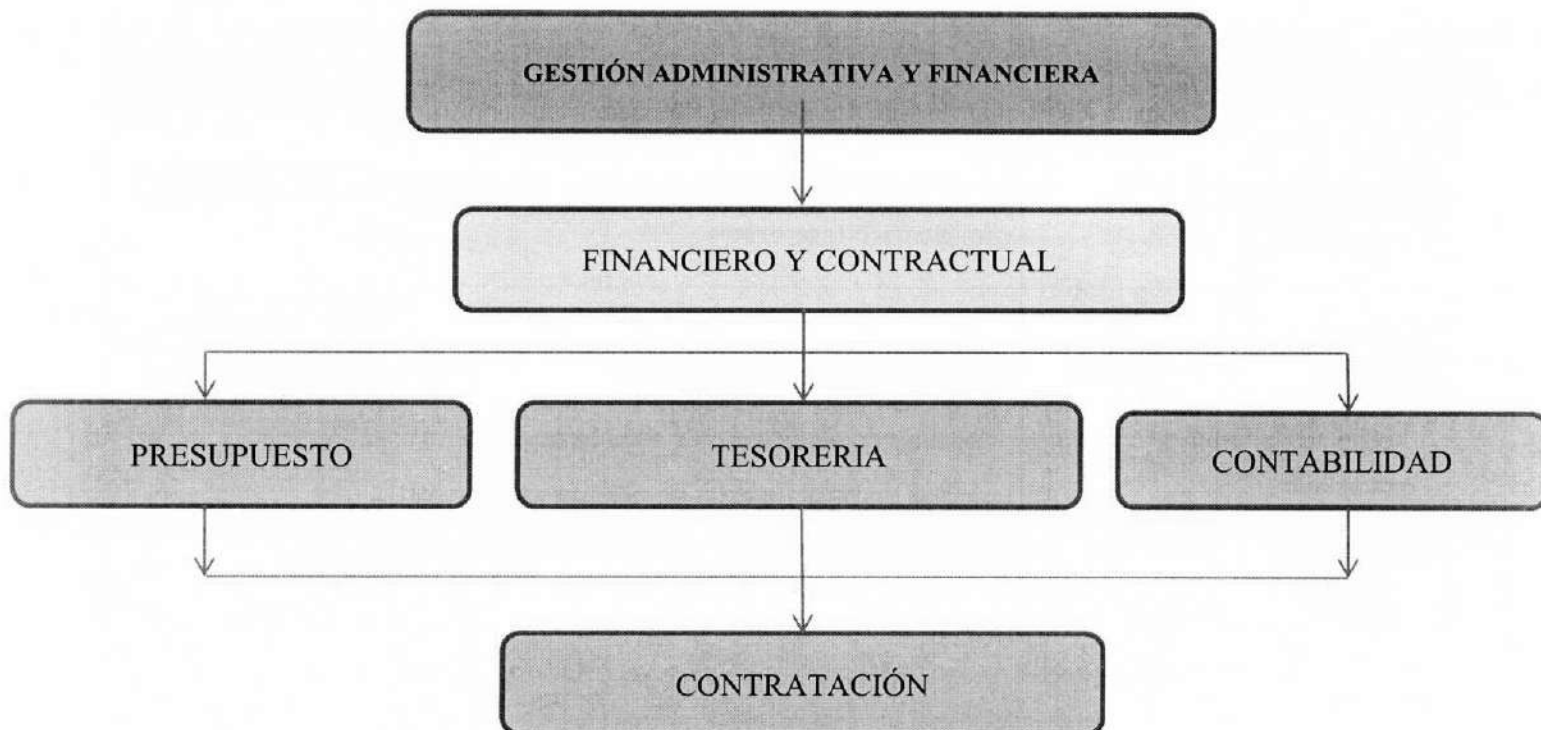 GESTIÓN ADMINISTRATIVA Y FINANCIERA
FINANCIERO Y CONTRACTUAL
PRESUPUESTO
TESORERIA
CONTABILIDAD
CONTRATACIÓN